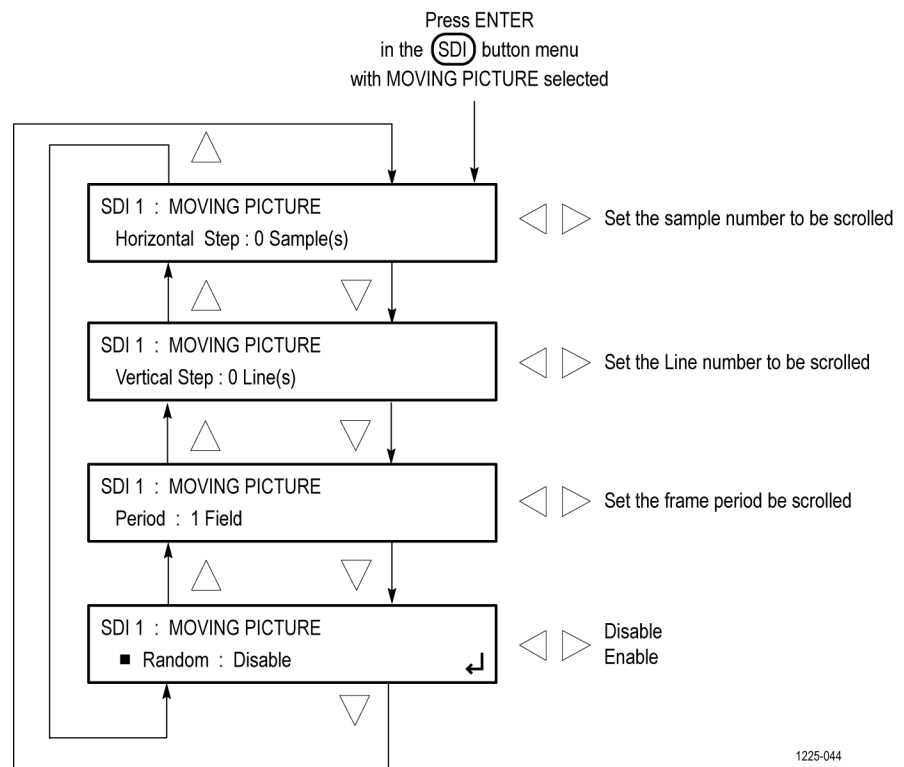 Press ENTER
in the SDI button menu
with MOVING PICTURE selected
SDI 1 : MOVING PICTURE
Horizontal Step : 0 Sample(s)
Set the sample number to be scrolled
SDI 1 : MOVING PICTURE
Vertical Step : 0 Line(s)
Set the Line number to be scrolled
SDI 1 : MOVING PICTURE
Period : 1 Field
Set the frame period be scrolled
SDI 1 : MOVING PICTURE
■ Random : Disable ↵
Disable
Enable
1225-044